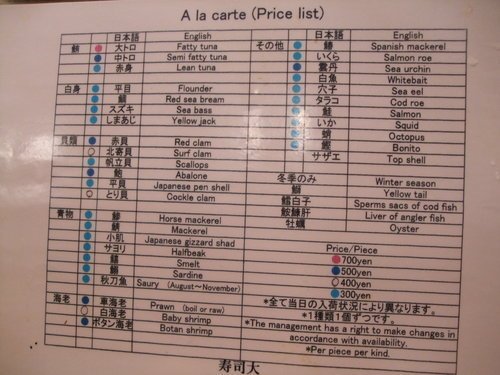 A la carte (Price list)
日本語 English
鮪 大トロ Fatty tuna
中トロ Semi fatty tuna
赤身 Lean tuna
白身 平目 Flounder
鯛 Red sea bream
スズキ Sea bass
しまあじ Yellow jack
貝類 赤貝 Red clam
北寄貝 Surf clam
帆立貝 Scallops
鮑 Abalone
平貝 Japanese pen shell
とり貝 Cockle clam
青物 鯵 Horse mackerel
鯖 Mackerel
小肌 Japanese gizzard shad
サヨリ Halfbeak
Smelt
鰯 Sardine
秋刀魚 Saury (August～November)
海老 車海老 Prawn (boil or raw)
白海老 Baby shrimp
ボタン海老 Botan shrimp
日本語 English
その他 鰆 Spanish mackerel
いくら Salmon roe
雲丹 Sea urchin
白魚 Whitebait
穴子 Sea eel
タラコ Cod roe
鮭 Salmon
いか Squid
蛸 Octopus
鰹 Bonito
サザエ Top shell
冬季のみ Winter season
鰤 Yellow tail
鱈白子 Sperms sacs of cod fish
鮟鱇肝 Liver of angler fish
牡蠣 Oyster
Price/Piece
700yen
500yen
400yen
300yen
*全て当日の入荷状況により異なります。
*1種類1個ずつです。
*The management has a right to make changes in
accordance with availability.
*Per piece per kind.
寿司大